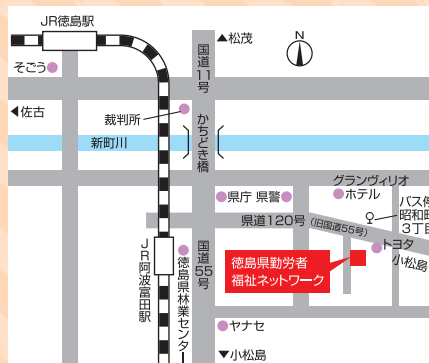 JR徳島駅
▲松茂
N
そごう
国道11号
◀佐古
裁判所
かちどき橋
新町川
グランヴィリオ
ホテル
県庁 県警
バス停
昭和町
3丁目
県道120号(旧国道55号)
トヨタ
小松島
JR阿波富田駅
徳島県林業センター
国道55号
徳島県勤労者
福祉ネットワーク
ヤナセ
▼小松島